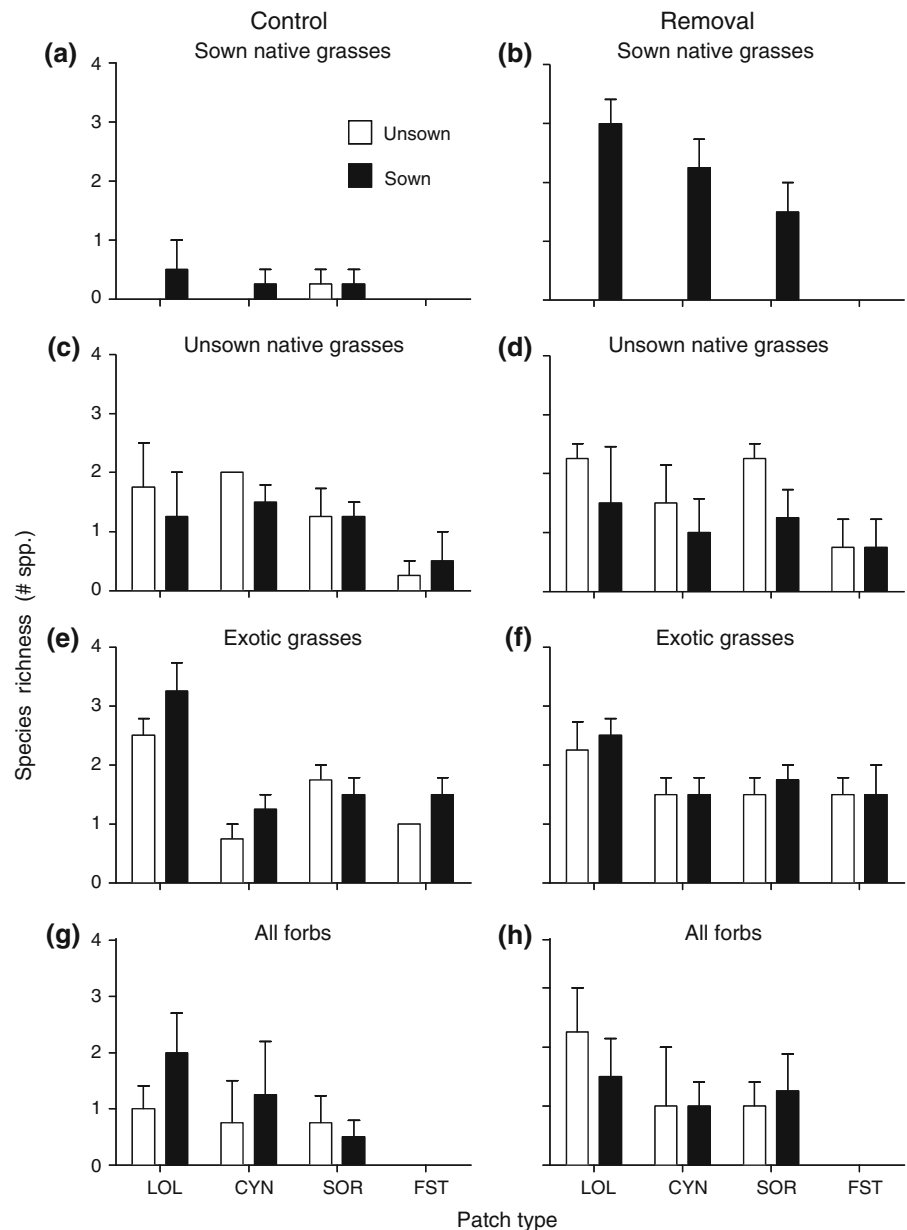 Control
Removal
(a)
Sown native grasses
(b)
Sown native grasses
4
3
2
1
0
Unsown
Sown
(c)
Unsown native grasses
(d)
Unsown native grasses
4
3
2
1
0
(e)
Exotic grasses
(f)
Exotic grasses
4
3
2
1
0
(g)
All forbs
(h)
All forbs
4
3
2
1
0
Species richness (# spp.)
LOL CYN SOR FST
LOL CYN SOR FST
Patch type